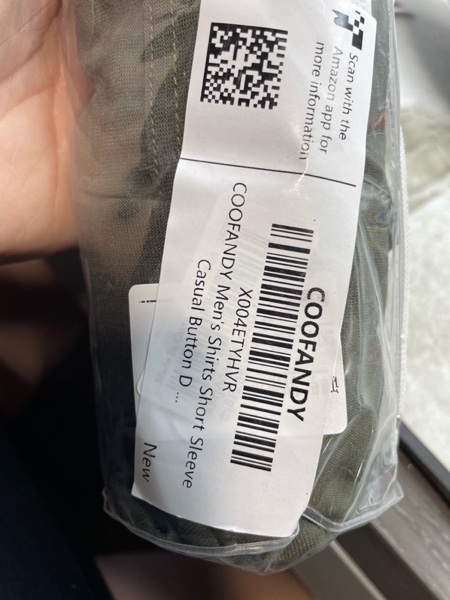 Scan with the
Amazon app for
more information
COOFANDY
X004ETYHVR
COOFANDY Men's Shirts Short Sleeve
Casual Button D ...
New